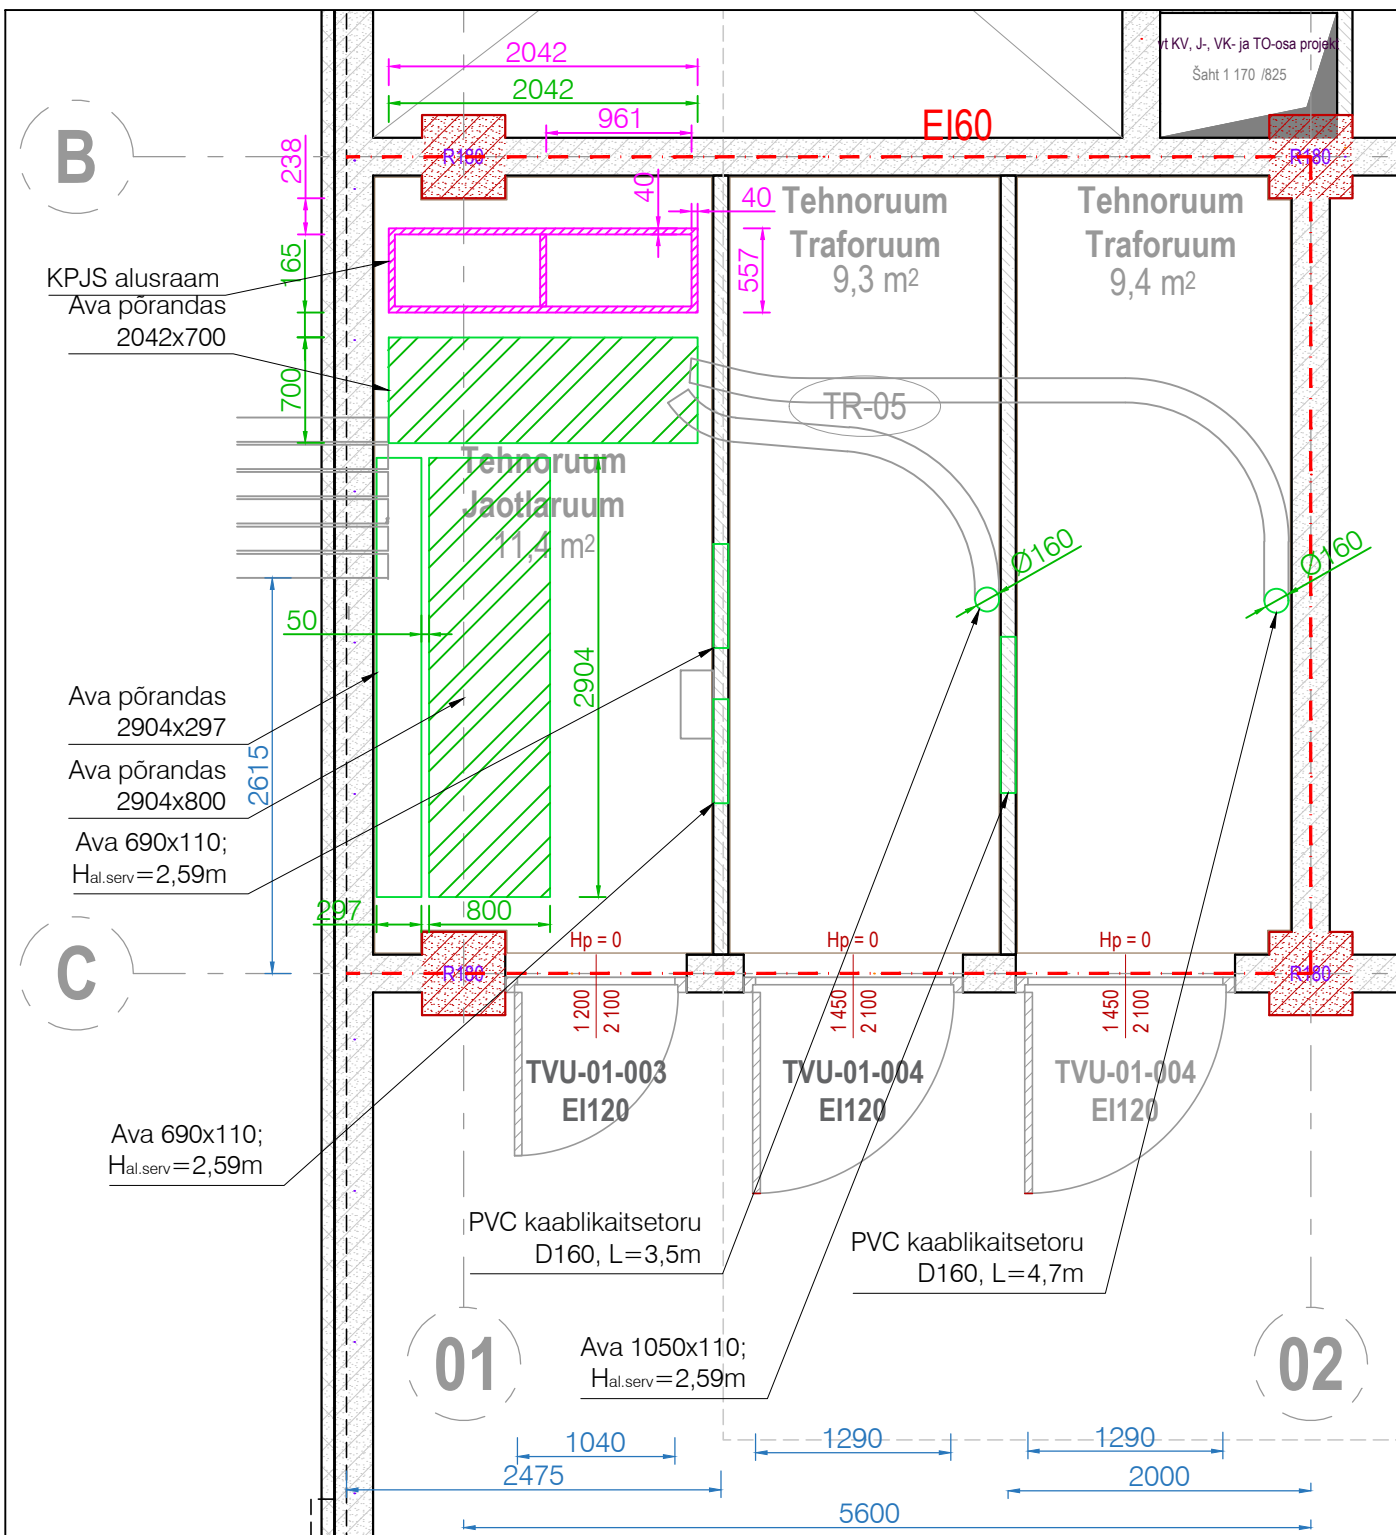 2042
2042
961
EI60
vt KV, J-, VK- ja TO-osa projekt
Šaht 1 170 /825
B
R180
R180
238
40
40
Tehnoruum
Traforuum
9,3 m2
Tehnoruum
Traforuum
9,4 m2
165
557
KPJS alusraam
Ava põrandas
2042x700
700
TR-05
Tehnoruum
Jaotlaruum
11,4 m2
Ø160
Ø160
50
2904
Ava põrandas
2904x297
2615
Ava põrandas
2904x800
Ava 690x110;
Hal.serv=2,59m
297
800
Hp = 0
Hp = 0
Hp = 0
C
R180
R180
1 200
2 100
1 450
2 100
1 450
2 100
TVU-01-003
EI120
TVU-01-004
EI120
TVU-01-004
EI120
Ava 690x110;
Hal.serv=2,59m
PVC kaablikaitsetoru
D160, L=3,5m
PVC kaablikaitsetoru
D160, L=4,7m
Ava 1050x110;
Hal.serv=2,59m
01
02
1040
1290
1290
2475
2000
5600